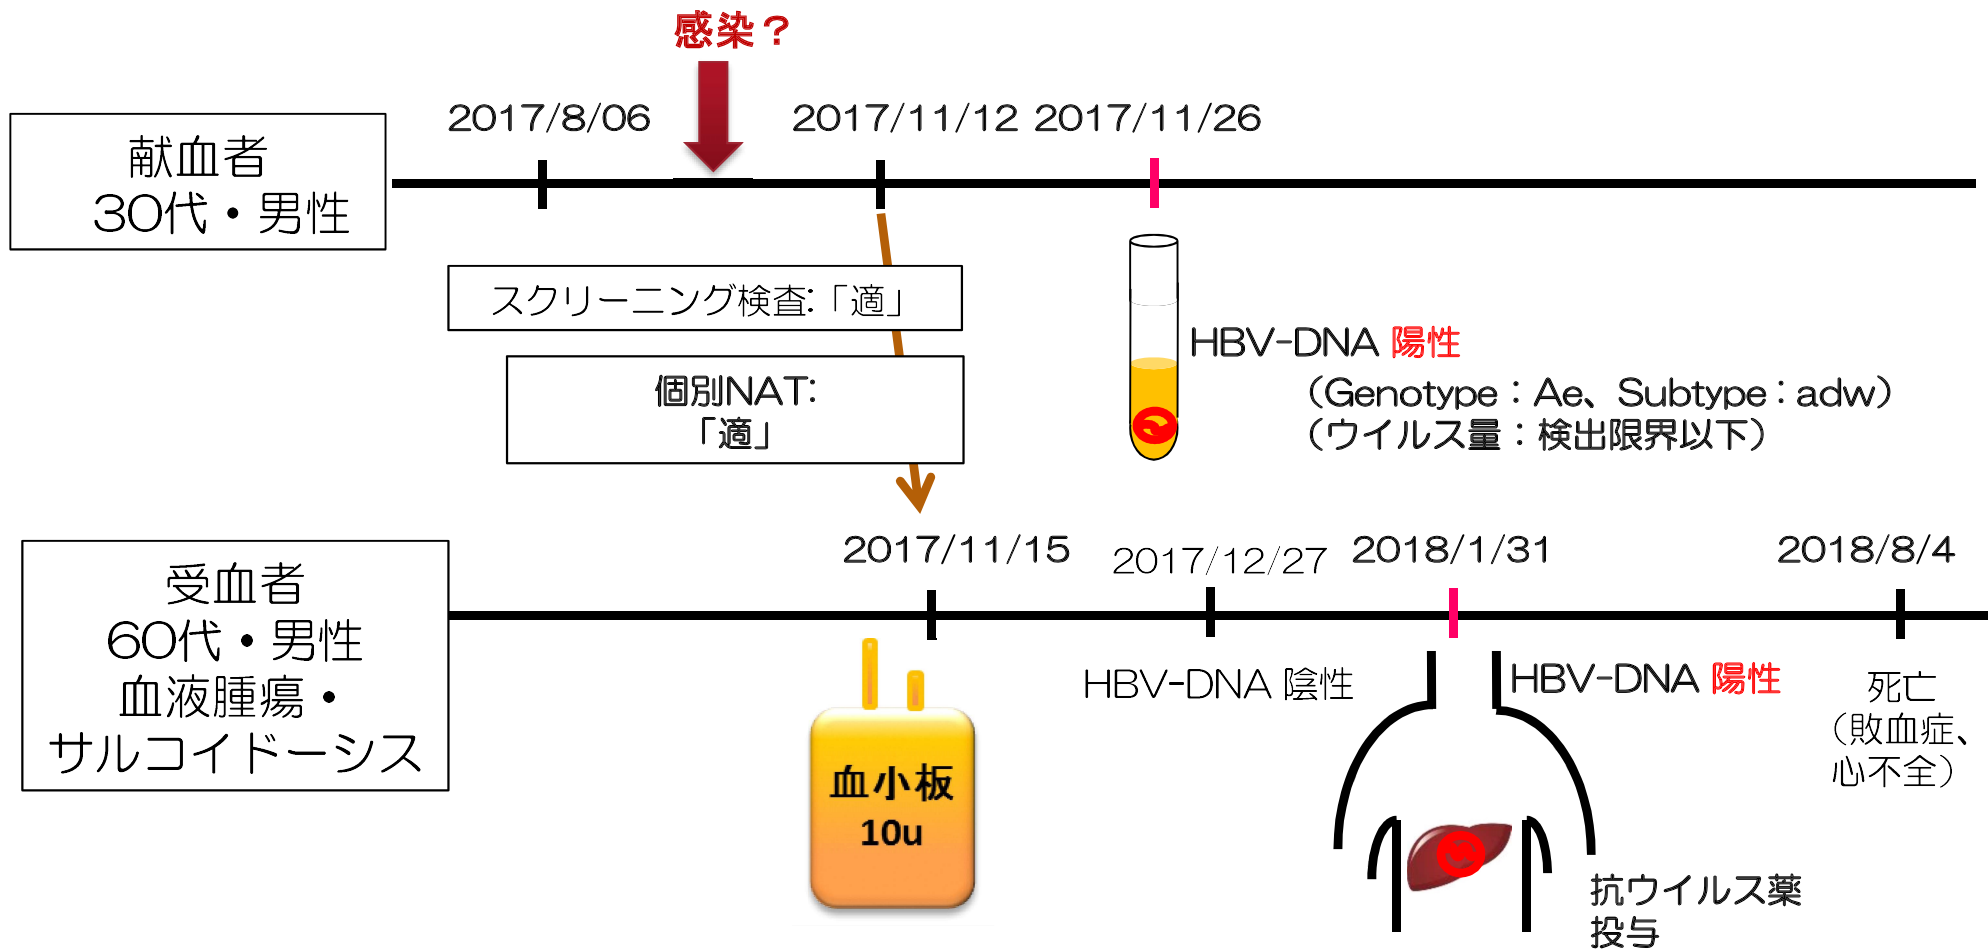 感染？
2017/8/06
2017/11/12
2017/11/26
献血者
30代・男性
スクリーニング検査:「適」
個別NAT:
「適」
HBV-DNA 陽性
（Genotype：Ae、Subtype：adw）
（ウイルス量：検出限界以下）
2017/11/15
2017/12/27
2018/1/31
2018/8/4
受血者
60代・男性
血液腫瘍・
サルコイドーシス
血小板
10u
HBV-DNA 陰性
HBV-DNA 陽性
抗ウイルス薬
投与
死亡
（敗血症、
心不全）